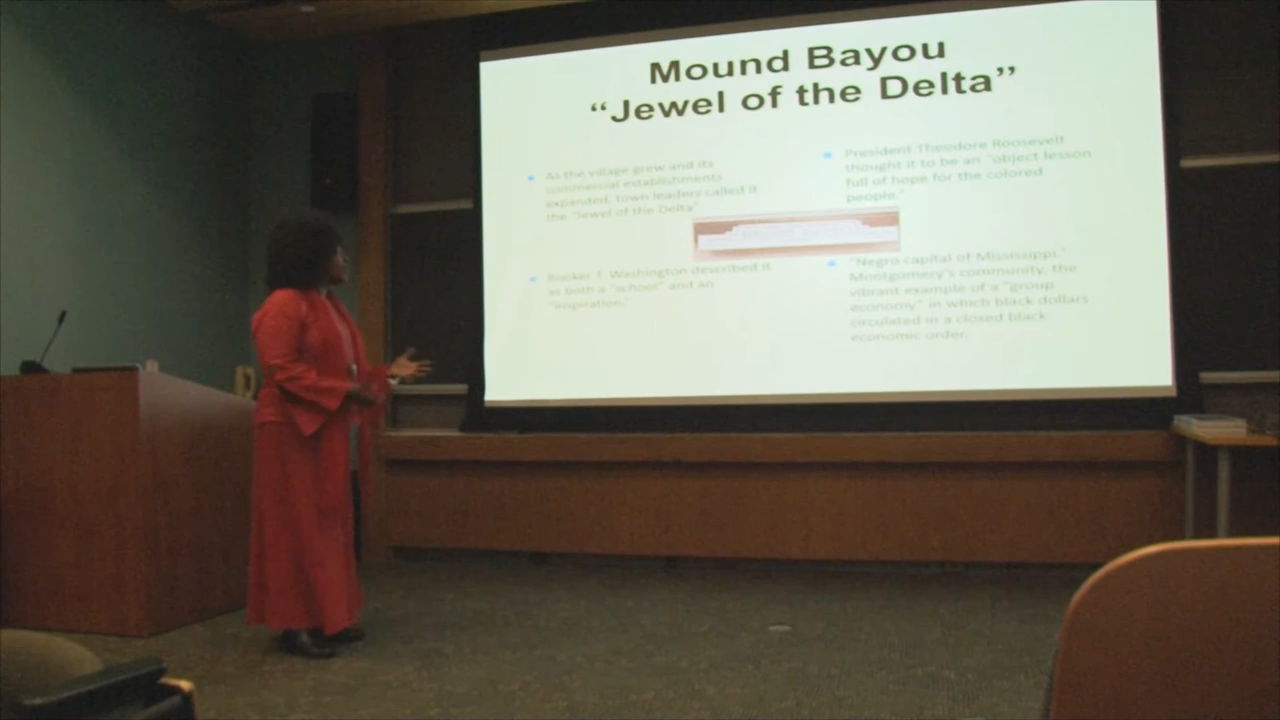 Mound Bayou
“Jewel of the Delta”
As the village grew and its
commercial establishments
expanded, town leaders called it
the "Jewel of the Delta"
Booker T. Washington described it
as both a "school" and an
"inspiration."
President Theodore Roosevelt
thought it to be an "object lesson
full of hope for the colored
people."
"Negro capital of Mississippi."
Montgomery's community, the
vibrant example of a "group
economy" in which black dollars
circulated in a closed black
economic order.